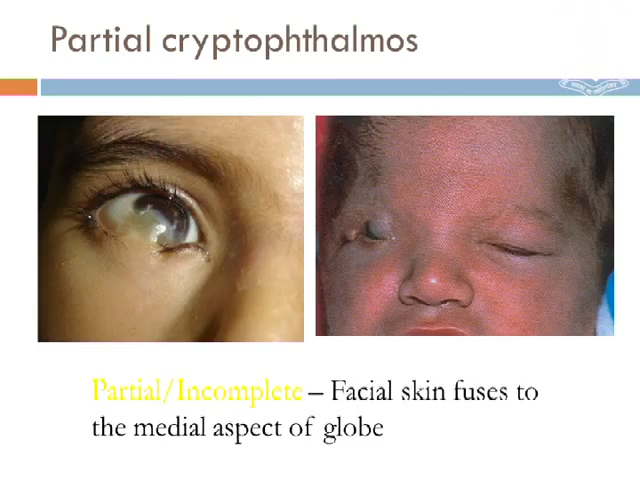 Partial cryptophthalmos
Partial/Incomplete – Facial skin fuses to
the medial aspect of globe